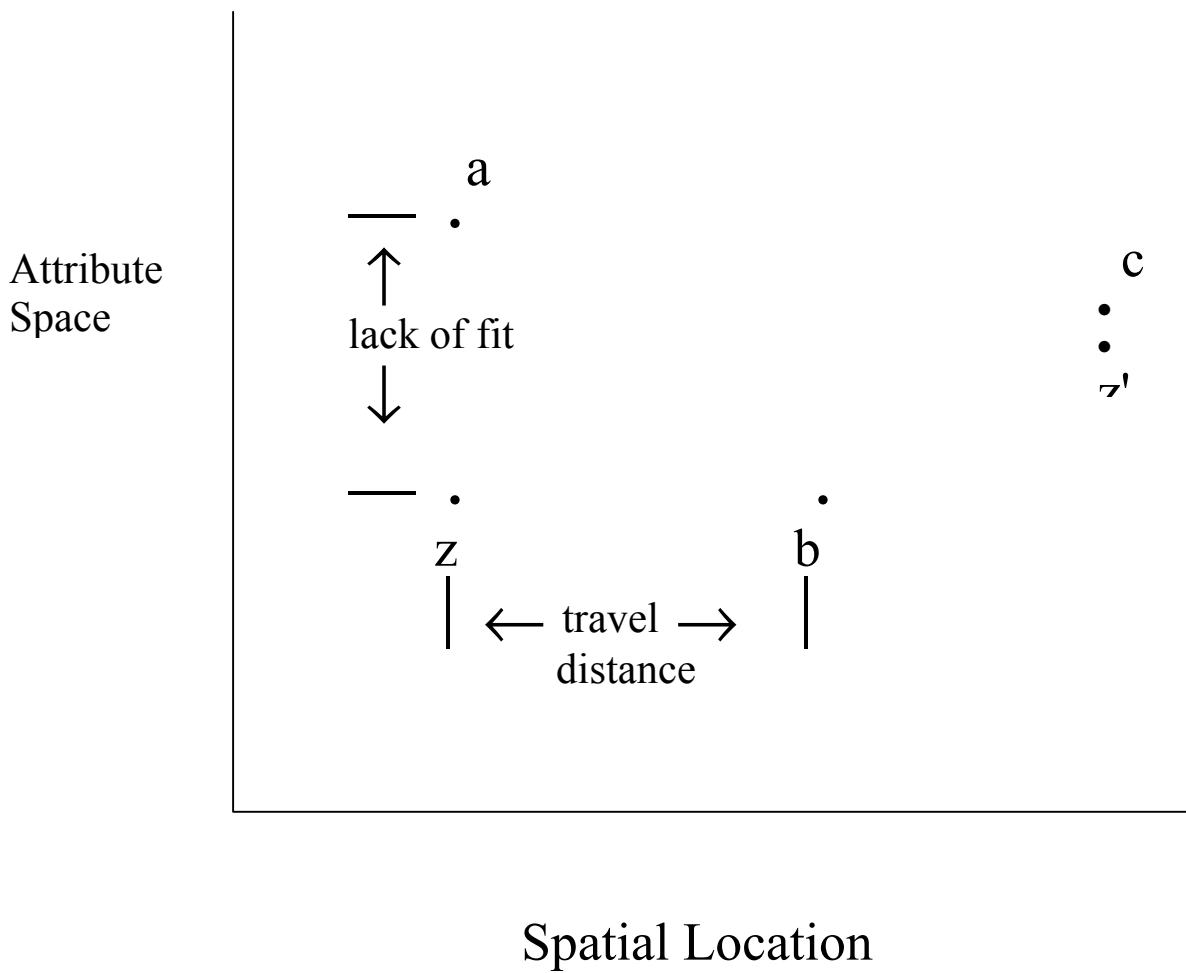 a
Attribute
Space
c
lack of fit
z'
z
b
travel
distance
Spatial Location